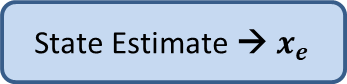 State Estimate → xₑ